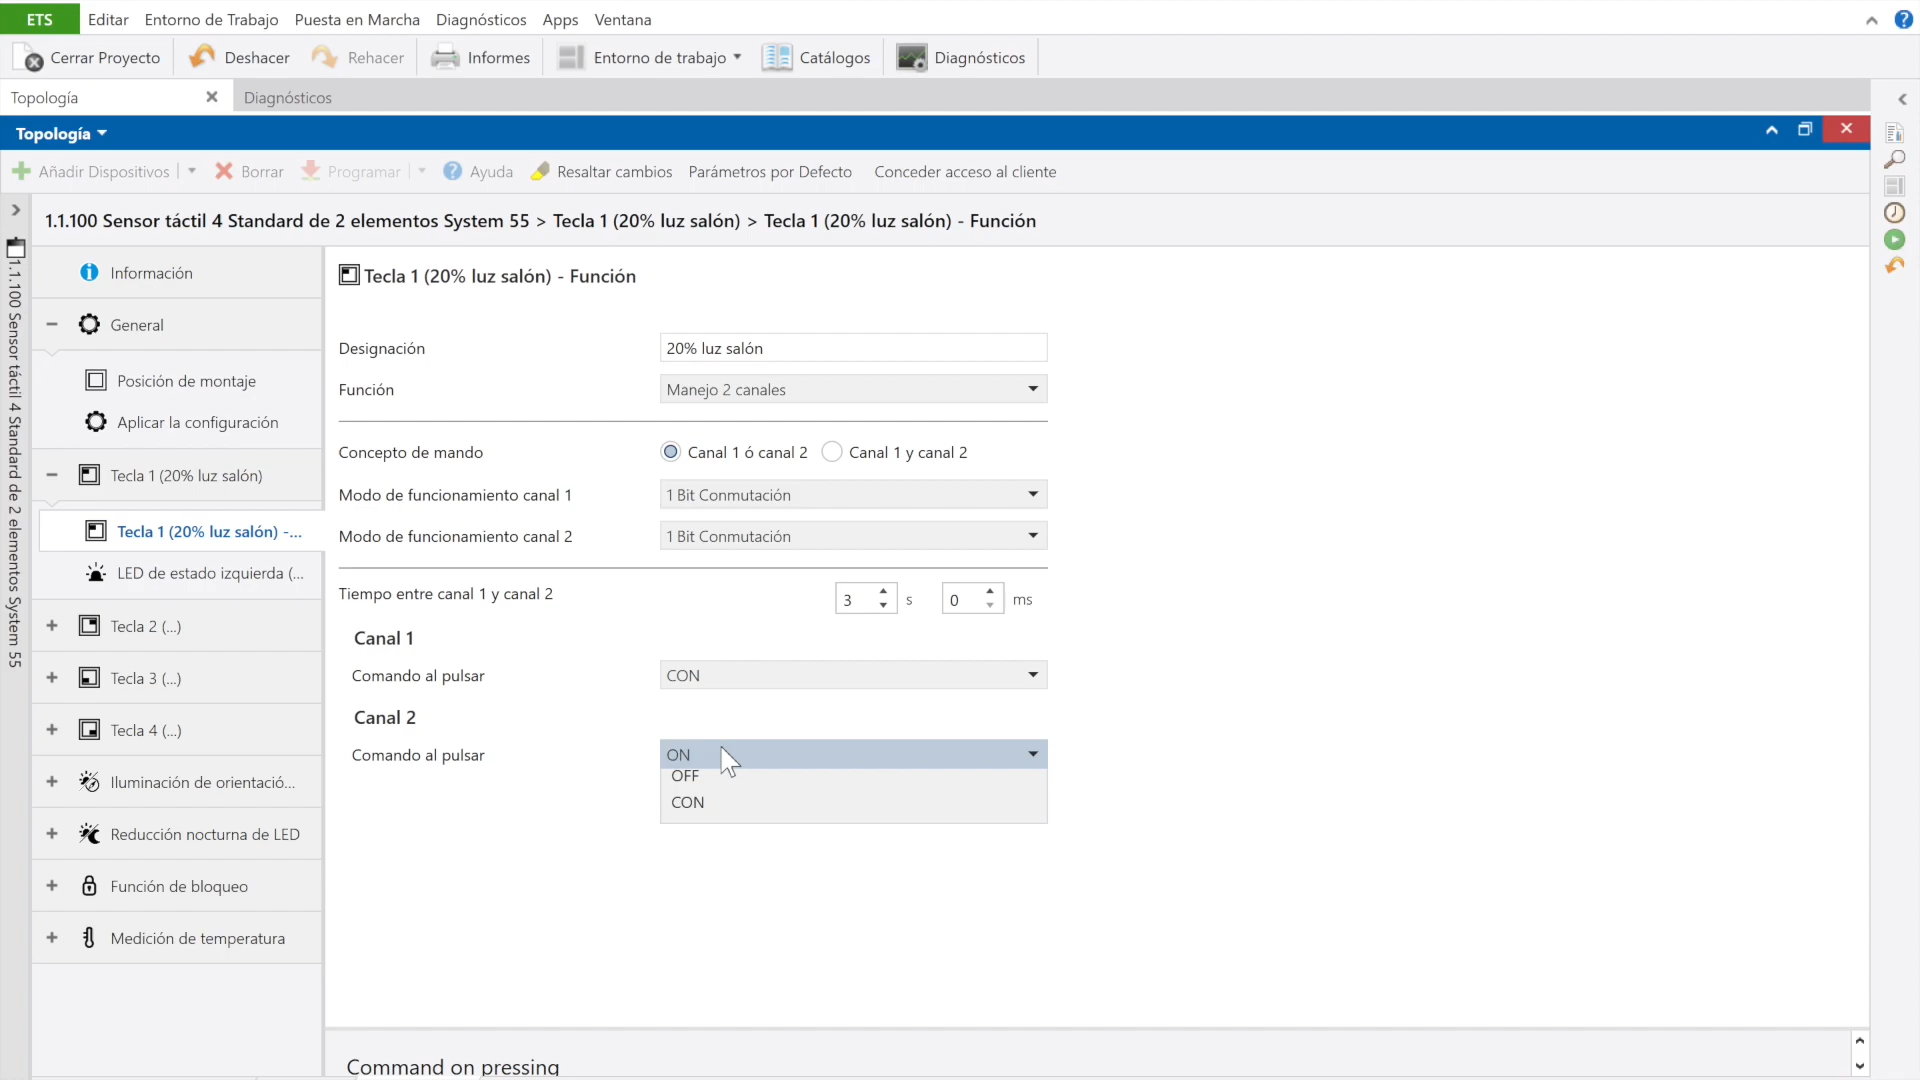 ETS Editar Entorno de Trabajo Puesta en Marcha Diagnósticos Apps Ventana ?
Cerrar Proyecto Deshacer Rehacer Informes Entorno de trabajo Catálogos Diagnósticos
Topología Diagnósticos
Topología
Añadir Dispositivos Borrar Programar ? Ayuda Resaltar cambios Parámetros por Defecto Conceder acceso al cliente
1.1.100 Sensor táctil 4 Standard de 2 elementos System 55 > Tecla 1 (20% luz salón) > Tecla 1 (20% luz salón) - Función
1.1.100 Sensor táctil 4 Standard de 2 elementos System 55
Información
General
Posición de montaje
Aplicar la configuración
Tecla 1 (20% luz salón)
Tecla 1 (20% luz salón) -...
LED de estado izquierda (...
Tecla 2 (...)
Tecla 3 (...)
Tecla 4 (...)
Iluminación de orientació...
Reducción nocturna de LED
Función de bloqueo
Medición de temperatura
Tecla 1 (20% luz salón) - Función
Designación 20% luz salón
Función Manejo 2 canales
Concepto de mando Canal 1 ó canal 2 Canal 1 y canal 2
Modo de funcionamiento canal 1 1 Bit Conmutación
Modo de funcionamiento canal 2 1 Bit Conmutación
Tiempo entre canal 1 y canal 2 3 s 0 ms
Canal 1
Comando al pulsar CON
Canal 2
Comando al pulsar ON
OFF
CON
Command on pressing